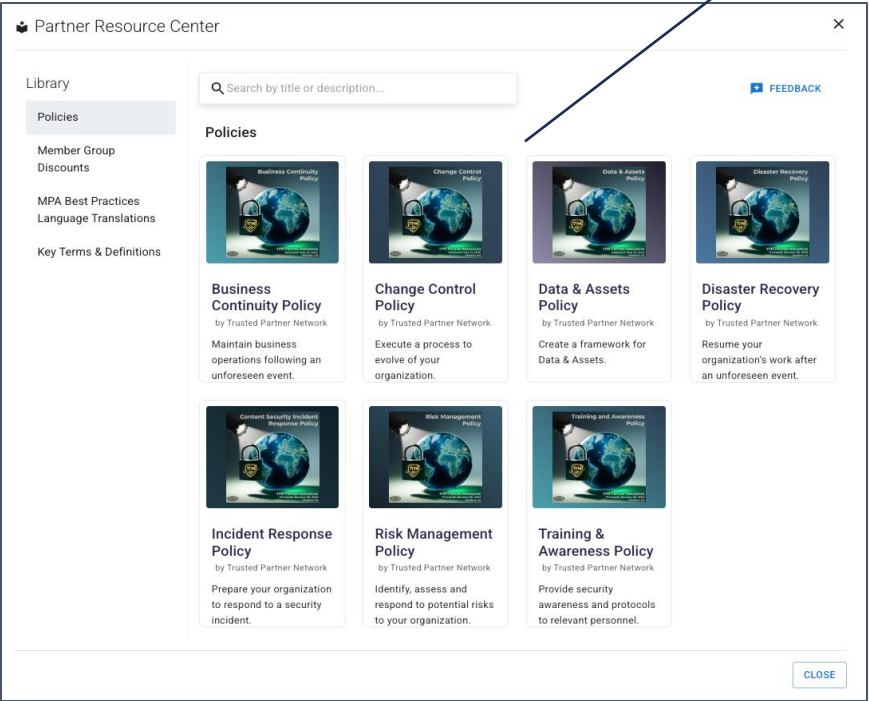 Partner Resource Center
Library
Policies
Member Group
Discounts
MPA Best Practices
Language Translations
Key Terms & Definitions
Search by title or description...
FEEDBACK
Policies
Business Continuity
Policy
Change Control
Policy
Data & Assets
Policy
Disaster Recovery
Policy
Business
Continuity Policy
by Trusted Partner Network
Maintain business
operations following an
unforeseen event.
Change Control
Policy
by Trusted Partner Network
Execute a process to
evolve of your
organization.
Data & Assets
Policy
by Trusted Partner Network
Create a framework for
Data & Assets.
Disaster Recovery
Policy
by Trusted Partner Network
Resume your
organization's work after
an unforeseen event.
Content Security Incident
Response Policy
Risk Management
Policy
Training and Awareness
Policy
Incident Response
Policy
by Trusted Partner Network
Prepare your organization
to respond to a security
incident.
Risk Management
Policy
by Trusted Partner Network
Identify, assess and
respond to potential risks
to your organization.
Training &
Awareness Policy
by Trusted Partner Network
Provide security
awareness and protocols
to relevant personnel.
CLOSE